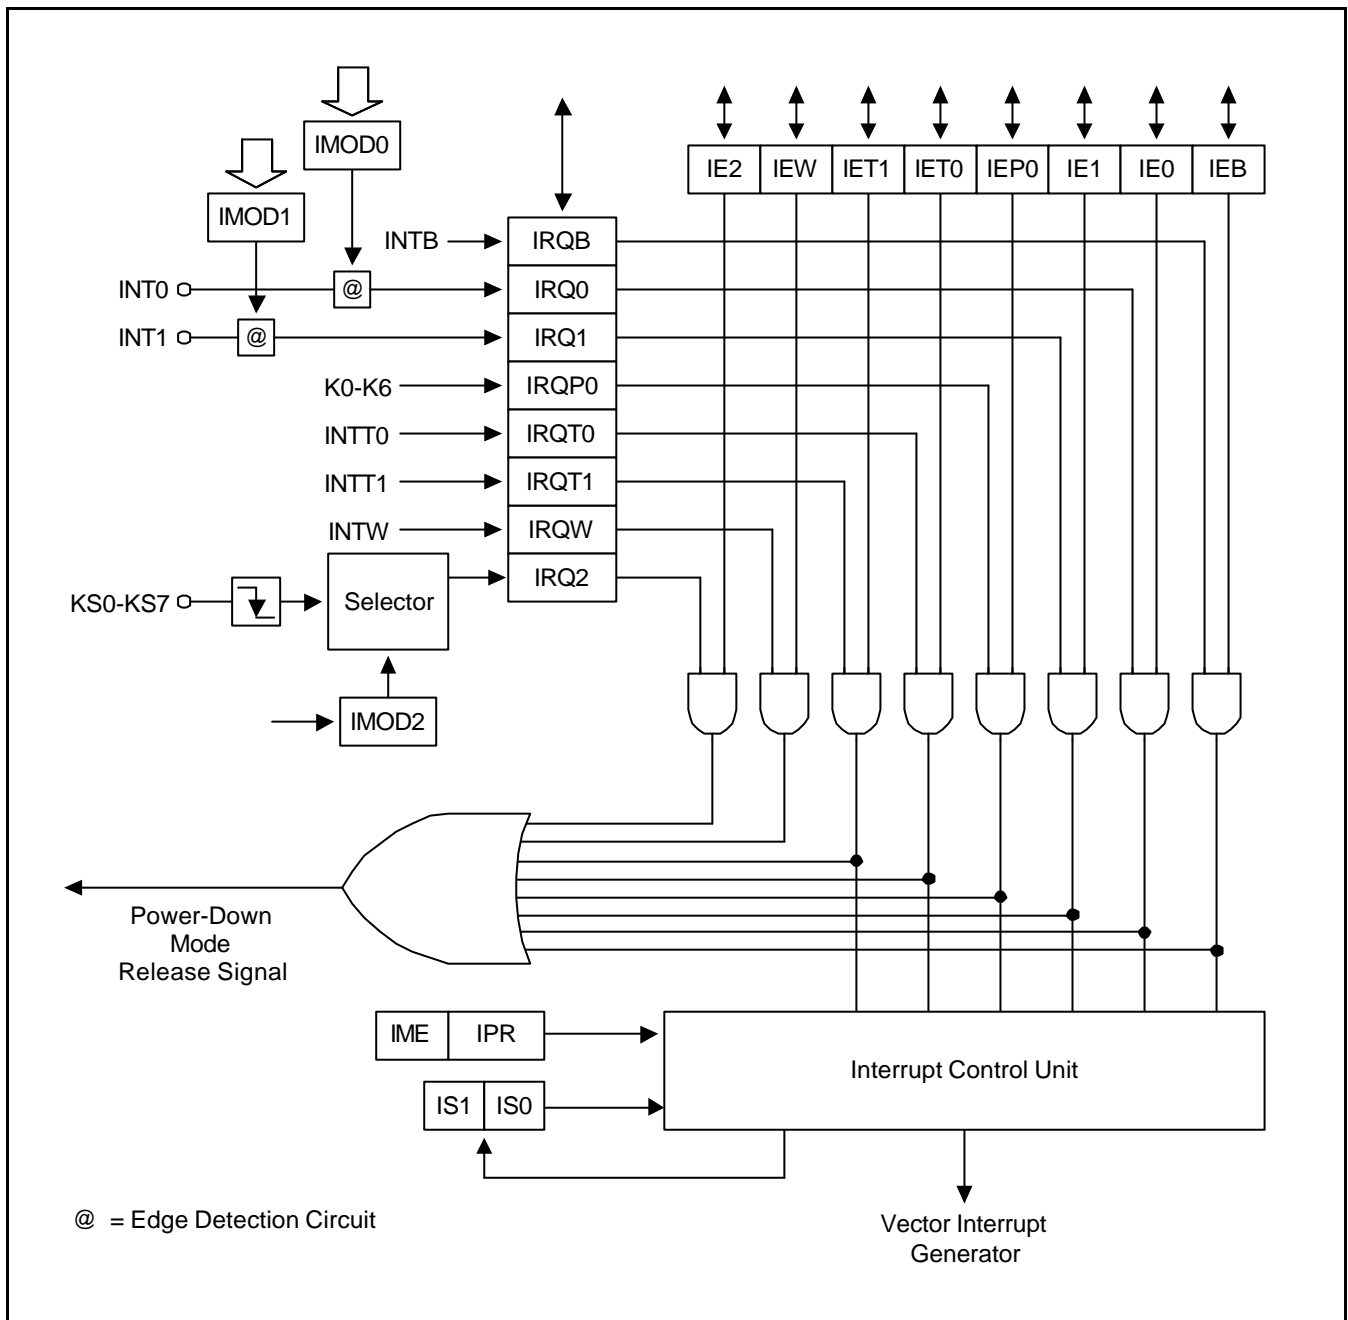 IMOD0
IMOD1
IE2 IEW IET1 IET0 IEP0 IE1 IE0 IEB
INTB IRQB
INT0 @ IRQ0
INT1 @ IRQ1
K0-K6 IRQP0
INTT0 IRQT0
INTT1 IRQT1
INTW IRQW
IRQ2
KS0-KS7 Selector
IMOD2
Power-Down
Mode
Release Signal
IME IPR
Interrupt Control Unit
IS1 IS0
@ = Edge Detection Circuit
Vector Interrupt
Generator